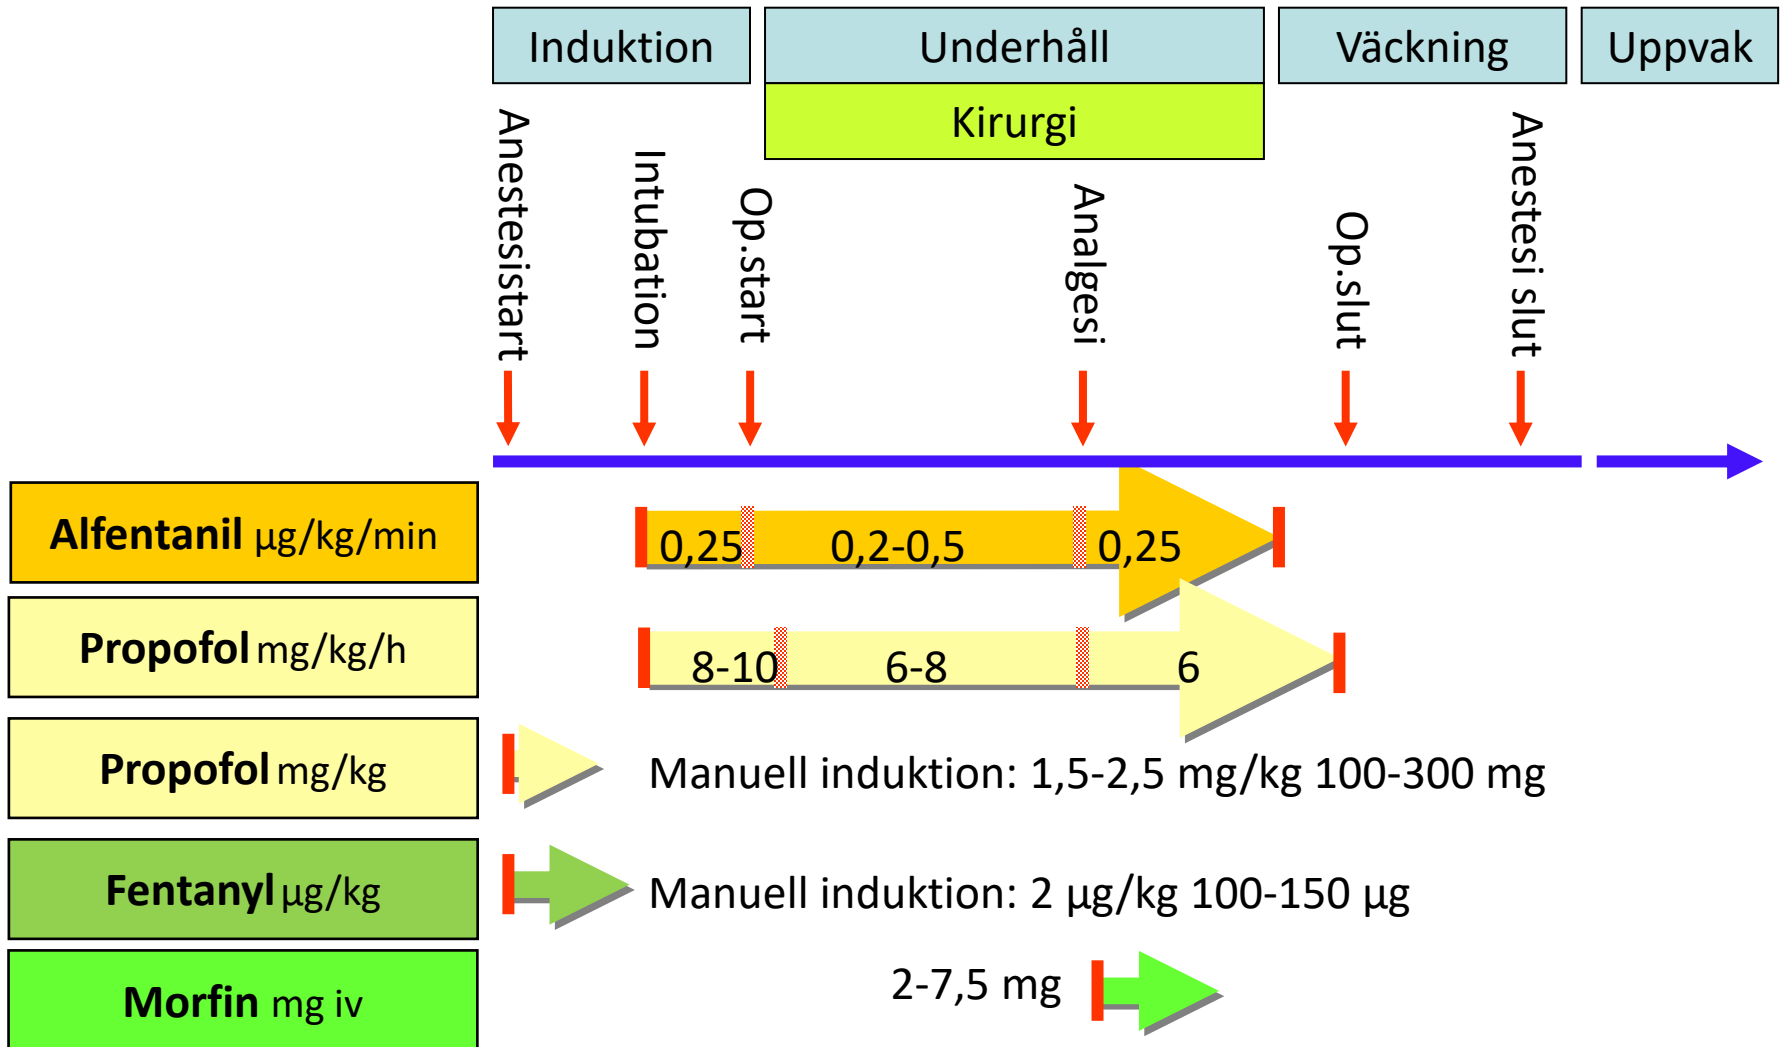 Induktion
Underhåll
Väckning
Uppvak
Kirurgi
Anestesistart
Intubation
Op.start
Analgesi
Op.slut
Anestesi slut
Alfentanil µg/kg/min
0,25
0,2-0,5
0,25
Propofol mg/kg/h
8-10
6-8
6
Propofol mg/kg
Manuell induktion: 1,5-2,5 mg/kg 100-300 mg
Fentanyl µg/kg
Manuell induktion: 2 µg/kg 100-150 µg
Morfin mg iv
2-7,5 mg